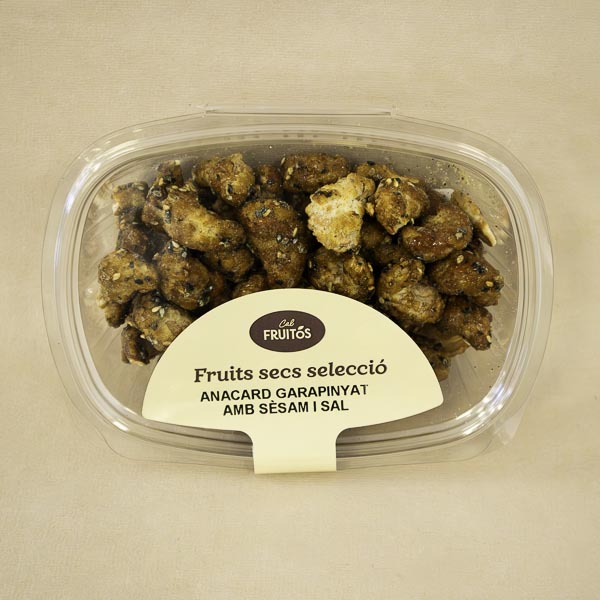 Cal
FRUITÓS
Fruits secs selecció
ANACARD GARAPINYAT
AMB SÈSAM I SAL